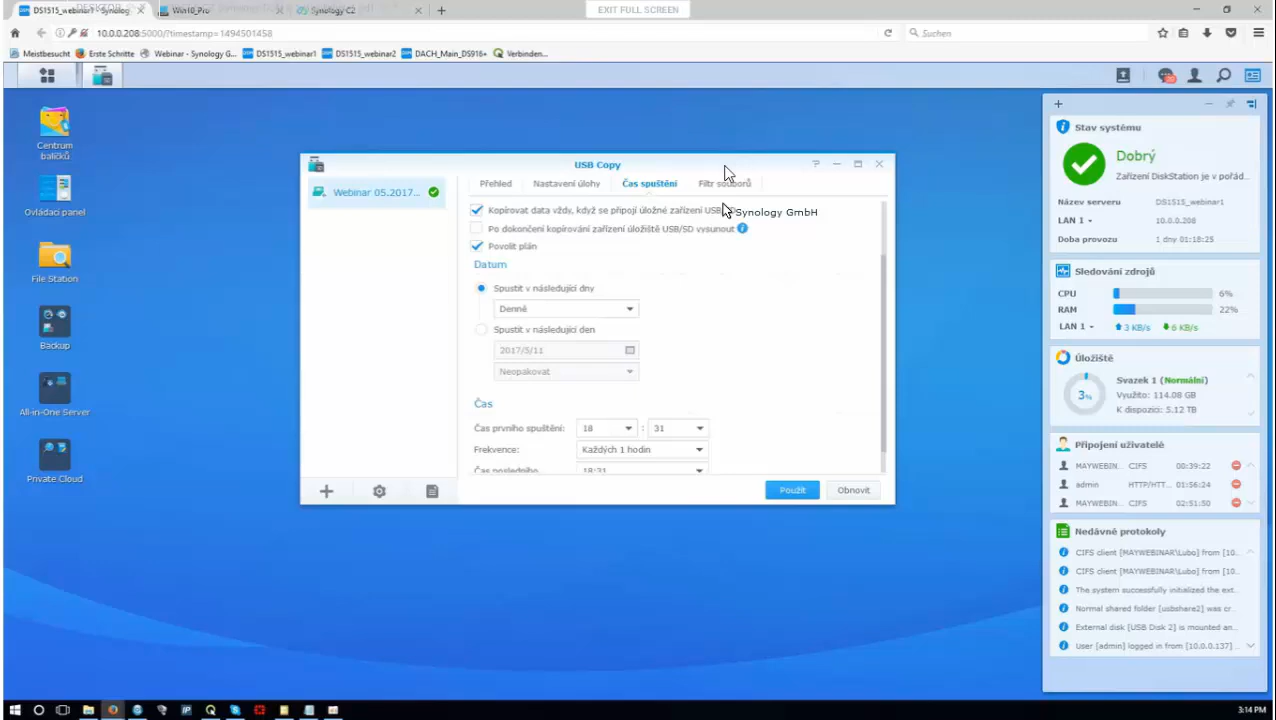 DS1515_webinar1 - Synolog
Win10_Pro
Synology C2
EXIT FULL SCREEN
10.0.0.208:5000/?timestamp=1494501458
Suchen
Meistbesucht
Erste Schritte
Webinar - Synology G...
DS1515_webinar1
DS1515_webinar2
DACH_Main_DS916+
Verbinden...
Centrum
balíčků
Ovládací panel
File Station
Backup
All-in-One Server
Private Cloud
USB Copy
Webinar 05.2017...
Přehled
Nastavení úlohy
Čas spuštění
Filtr souborů
Kopírovat data vždy, když se připojí úložné zařízení USB
Synology GmbH
Po dokončení kopírování zařízení úložiště USB/SD vysunout
Povolit plán
Datum
Spustit v následující dny
Denně
Spustit v následující den
2017/5/11
Neopakovat
Čas
Čas prvního spuštění:
18 : 31
Frekvence:
Každých 1 hodin
Čas posledního
18:31
Použít
Obnovit
Stav systému
Dobrý
Zařízení DiskStation je v pořád..
Název serveru DS1515_webinar1
LAN 1 10.0.0.208
Doba provozu 1 dny 01:18:25
Sledování zdrojů
CPU 6%
RAM 22%
LAN 1 3 KB/s 6 KB/s
Úložiště
3%
Svazek 1 (Normální)
Využito: 114.08 GB
K dispozici: 5.12 TB
Připojení uživatelé
MAYWEBIN... CIFS 00:39:22
admin HTTP/HTT... 01:56:24
MAYWEBIN... CIFS 02:51:50
Nedávné protokoly
CIFS client [MAYWEBINAR\Lubo] from [10...
CIFS client [MAYWEBINAR\Lubo] from [10...
The system successfully initialized the ext..
Normal shared folder [usbshare2] was cr...
External disk [USB Disk 2] is mounted an...
User [admin] logged in from [10.0.0.137] ..
3:14 PM